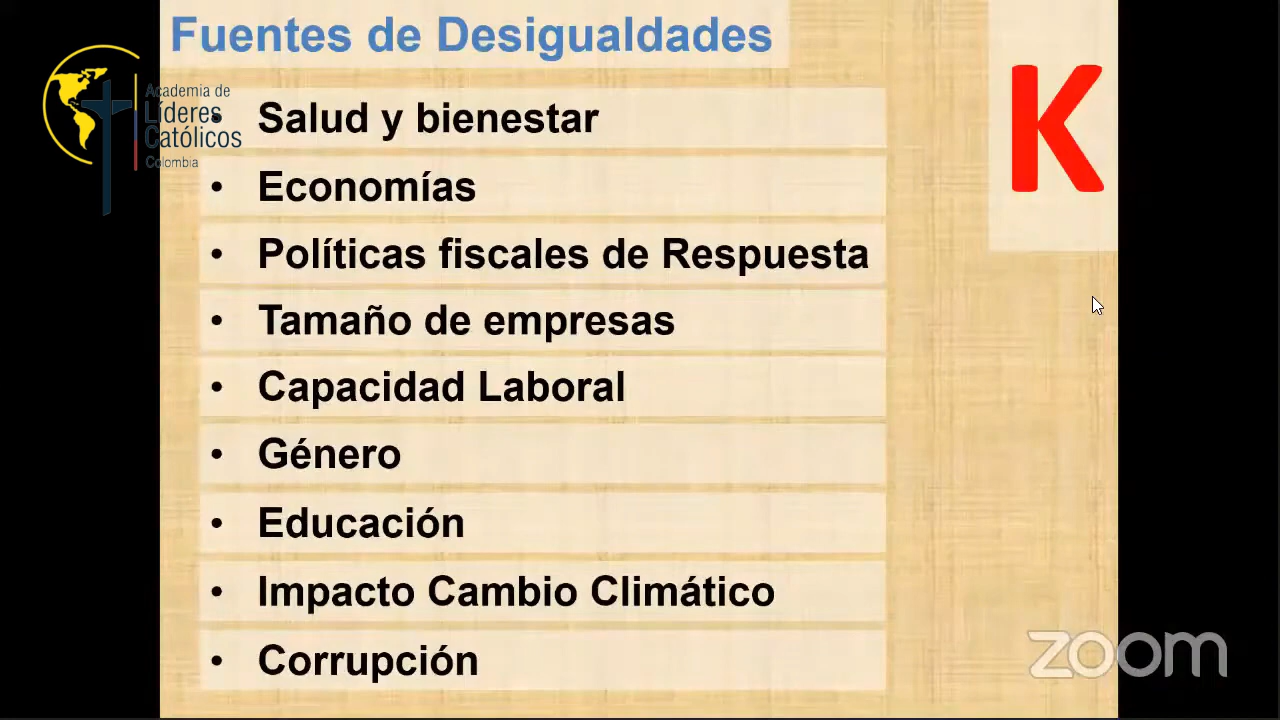 Fuentes de Desigualdades
K
Academia de
Líderes
Católicos
Colombia
• Salud y bienestar
• Economías
• Políticas fiscales de Respuesta
• Tamaño de empresas
• Capacidad Laboral
• Género
• Educación
• Impacto Cambio Climático
• Corrupción
zoom